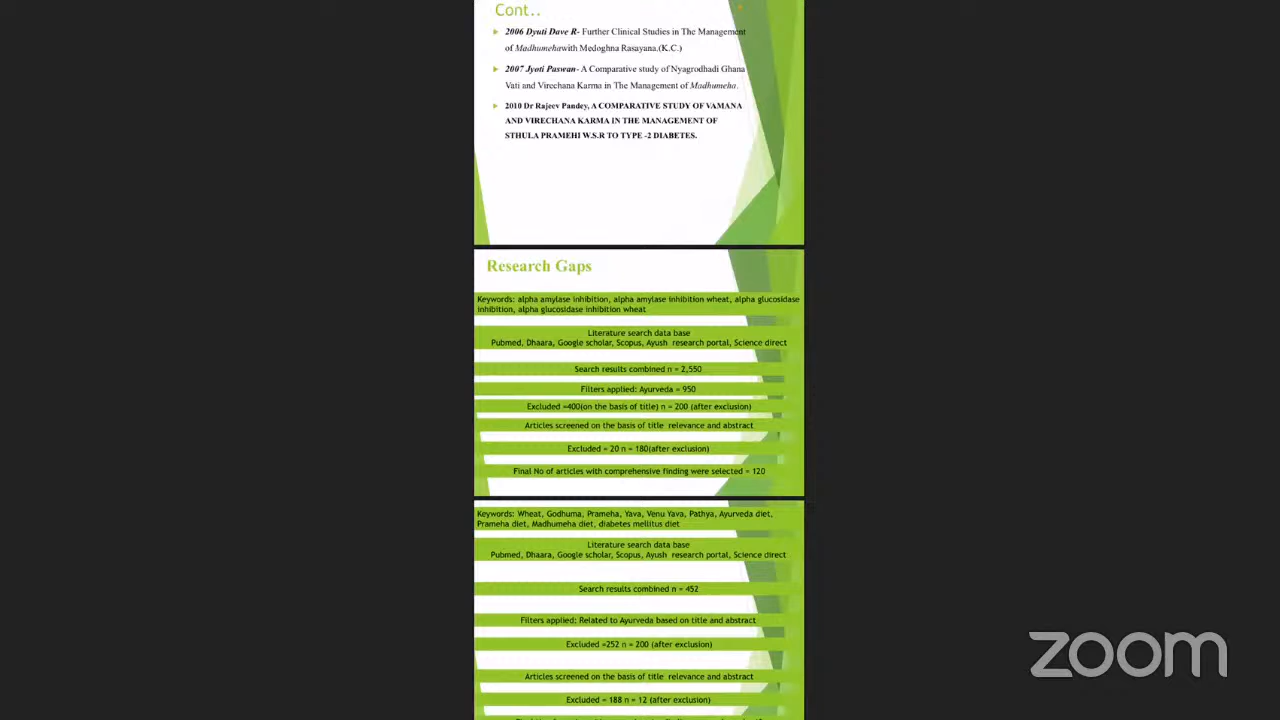 Cont..
2006 Dyuti Dave R- Further Clinical Studies in The Management
of Madhumehawith Medoghna Rasayana.(K.C.)
2007 Jyoti Paswan- A Comparative study of Nyagrodhadi Ghana
Vati and Virechana Karma in The Management of Madhumeha.
2010 Dr Rajeev Pandey, A COMPARATIVE STUDY OF VAMANA
AND VIRECHANA KARMA IN THE MANAGEMENT OF
STHULA PRAMEHI W.S.R TO TYPE -2 DIABETES.
Research Gaps
Keywords: alpha amylase inhibition, alpha amylase inhibition wheat, alpha glucosidase
inhibition, alpha glucosidase inhibition wheat
Literature search data base
Pubmed, Dhaara, Google scholar, Scopus, Ayush research portal, Science direct
Search results combined n = 2,550
Filters applied: Ayurveda = 950
Excluded =400(on the basis of title) n = 200 (after exclusion)
Articles screened on the basis of title relevance and abstract
Excluded = 20 n = 180(after exclusion)
Final No of articles with comprehensive finding were selected = 120
Keywords: Wheat, Godhuma, Prameha, Yava, Venu Yava, Pathya, Ayurveda diet,
Prameha diet, Madhumeha diet, diabetes mellitus diet
Literature search data base
Pubmed, Dhaara, Google scholar, Scopus, Ayush research portal, Science direct
Search results combined n = 452
Filters applied: Related to Ayurveda based on title and abstract
Excluded =252 n = 200 (after exclusion)
Articles screened on the basis of title relevance and abstract
Excluded = 188 n = 12 (after exclusion)
zoom